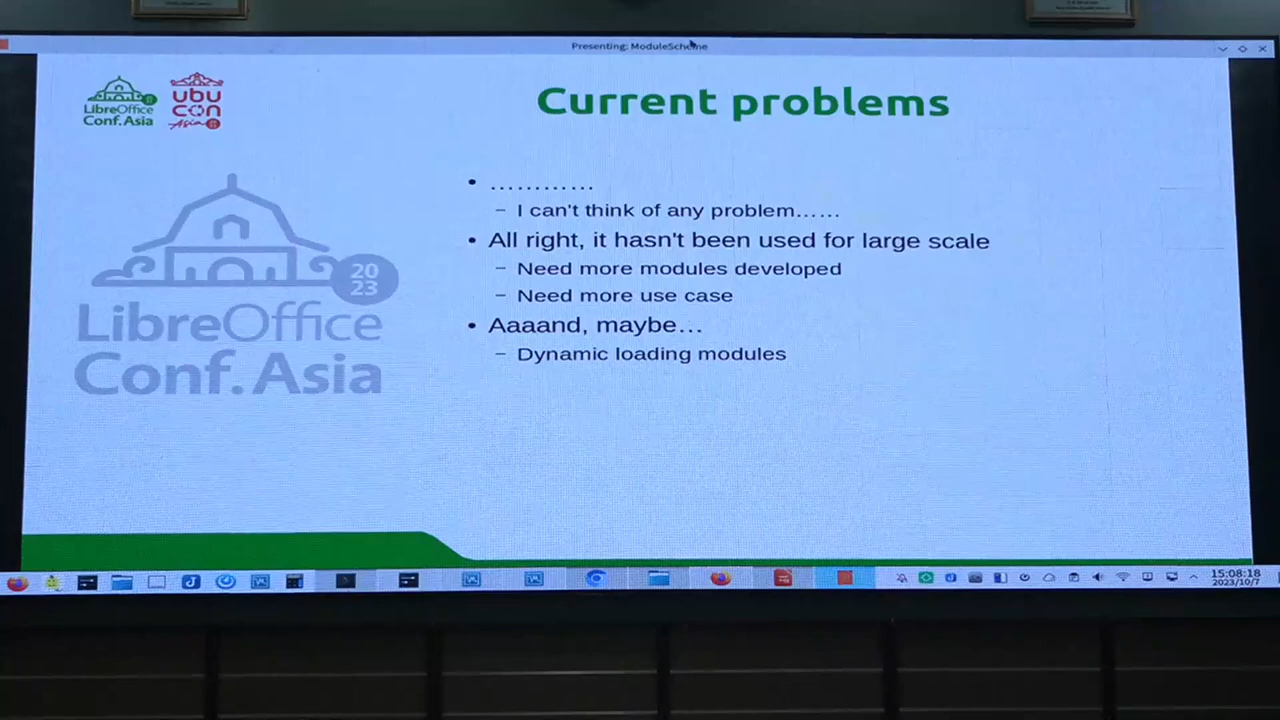 Presenting: ModuleScheme
LibreOffice
Conf.Asia
ubu
con
Asia
Current problems
…………
I can't think of any problem……
All right, it hasn't been used for large scale
Need more modules developed
Need more use case
Aaaand, maybe…
Dynamic loading modules
20
23
LibreOffice
Conf.Asia
15:08:18
2023/10/7